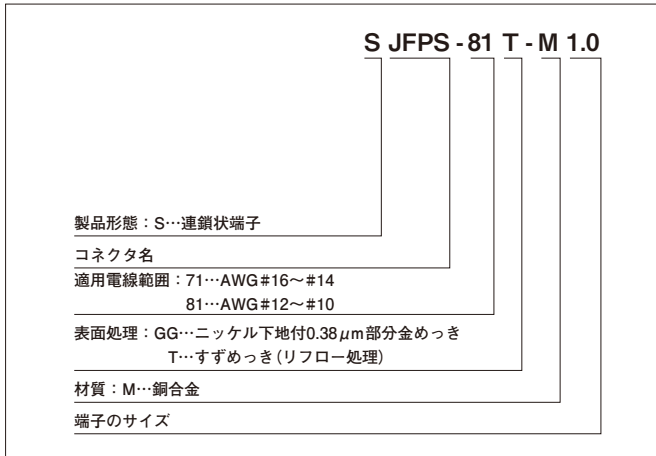 S JFPS - 81 T - M 1.0
製品形態：S…連鎖状端子
コネクタ名
適用電線範囲：71…AWG#16～#14
81…AWG#12～#10
表面処理：GG…ニッケル下地付0.38μm部分金めっき
T…すずめっき（リフロー処理）
材質：M…銅合金
端子のサイズ